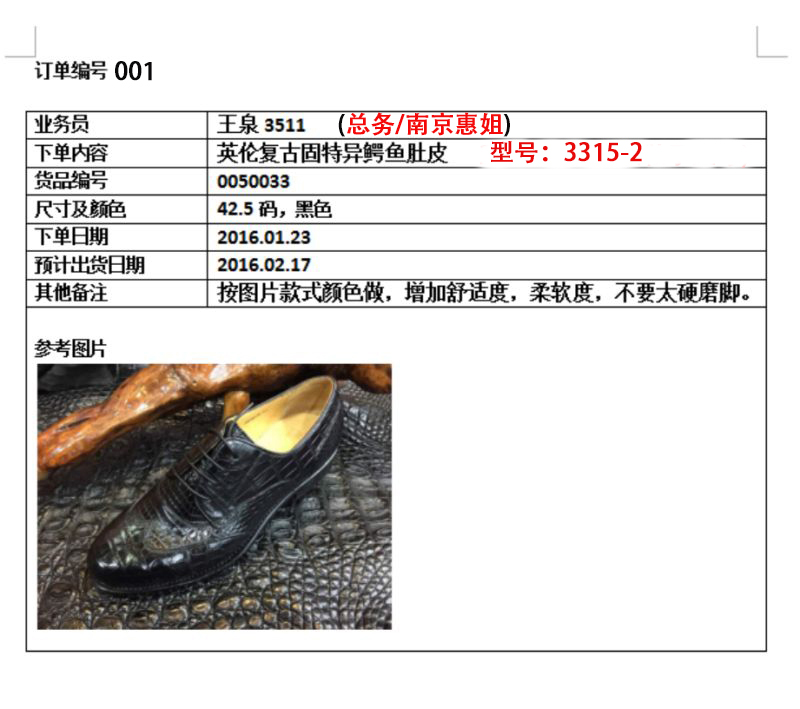 订单编号 001
业务员 王泉 3511 (总务/南京惠姐)
下单内容 英伦复古固特异鳄鱼肚皮 型号：3315-2
货品编号 0050033
尺寸及颜色 42.5 码，黑色
下单日期 2016.01.23
预计出货日期 2016.02.17
其他备注 按图片款式颜色做，增加舒适度，柔软度，不要太硬磨脚。
参考图片